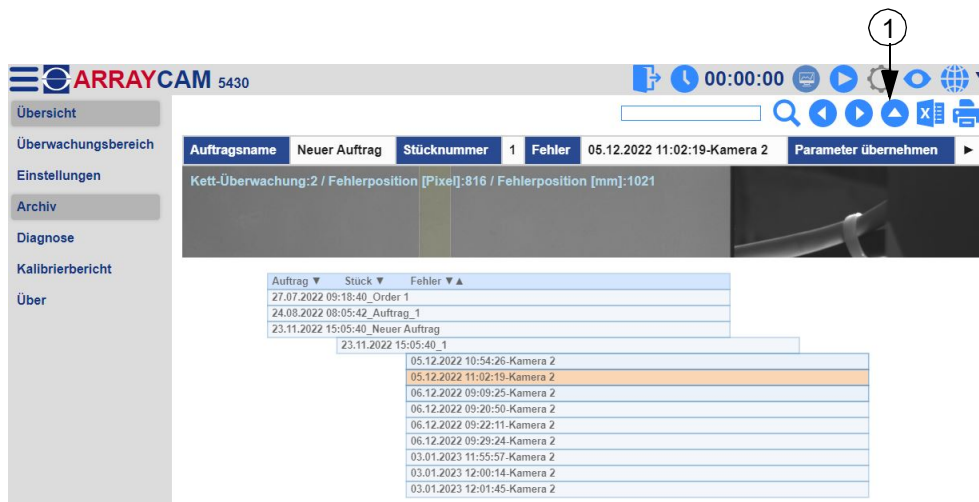 1
ARRAYCAM 5430
00:00:00
Übersicht
Überwachungsbereich
Einstellungen
Archiv
Diagnose
Kalibrierbericht
Über
Auftragsname Neuer Auftrag Stücknummer 1 Fehler 05.12.2022 11:02:19-Kamera 2 Parameter übernehmen ►
Kett-Überwachung:2 / Fehlerposition [Pixel]:816 / Fehlerposition [mm]:1021
Auftrag ▼ Stück ▼ Fehler ▼▲
27.07.2022 09:18:40_Order 1
24.08.2022 08:05:42_Auftrag_1
23.11.2022 15:05:40_Neuer Auftrag
23.11.2022 15:05:40_1
05.12.2022 10:54:26-Kamera 2
05.12.2022 11:02:19-Kamera 2
06.12.2022 09:09:25-Kamera 2
06.12.2022 09:20:50-Kamera 2
06.12.2022 09:22:11-Kamera 2
06.12.2022 09:29:24-Kamera 2
03.01.2023 11:55:57-Kamera 2
03.01.2023 12:00:14-Kamera 2
03.01.2023 12:01:45-Kamera 2